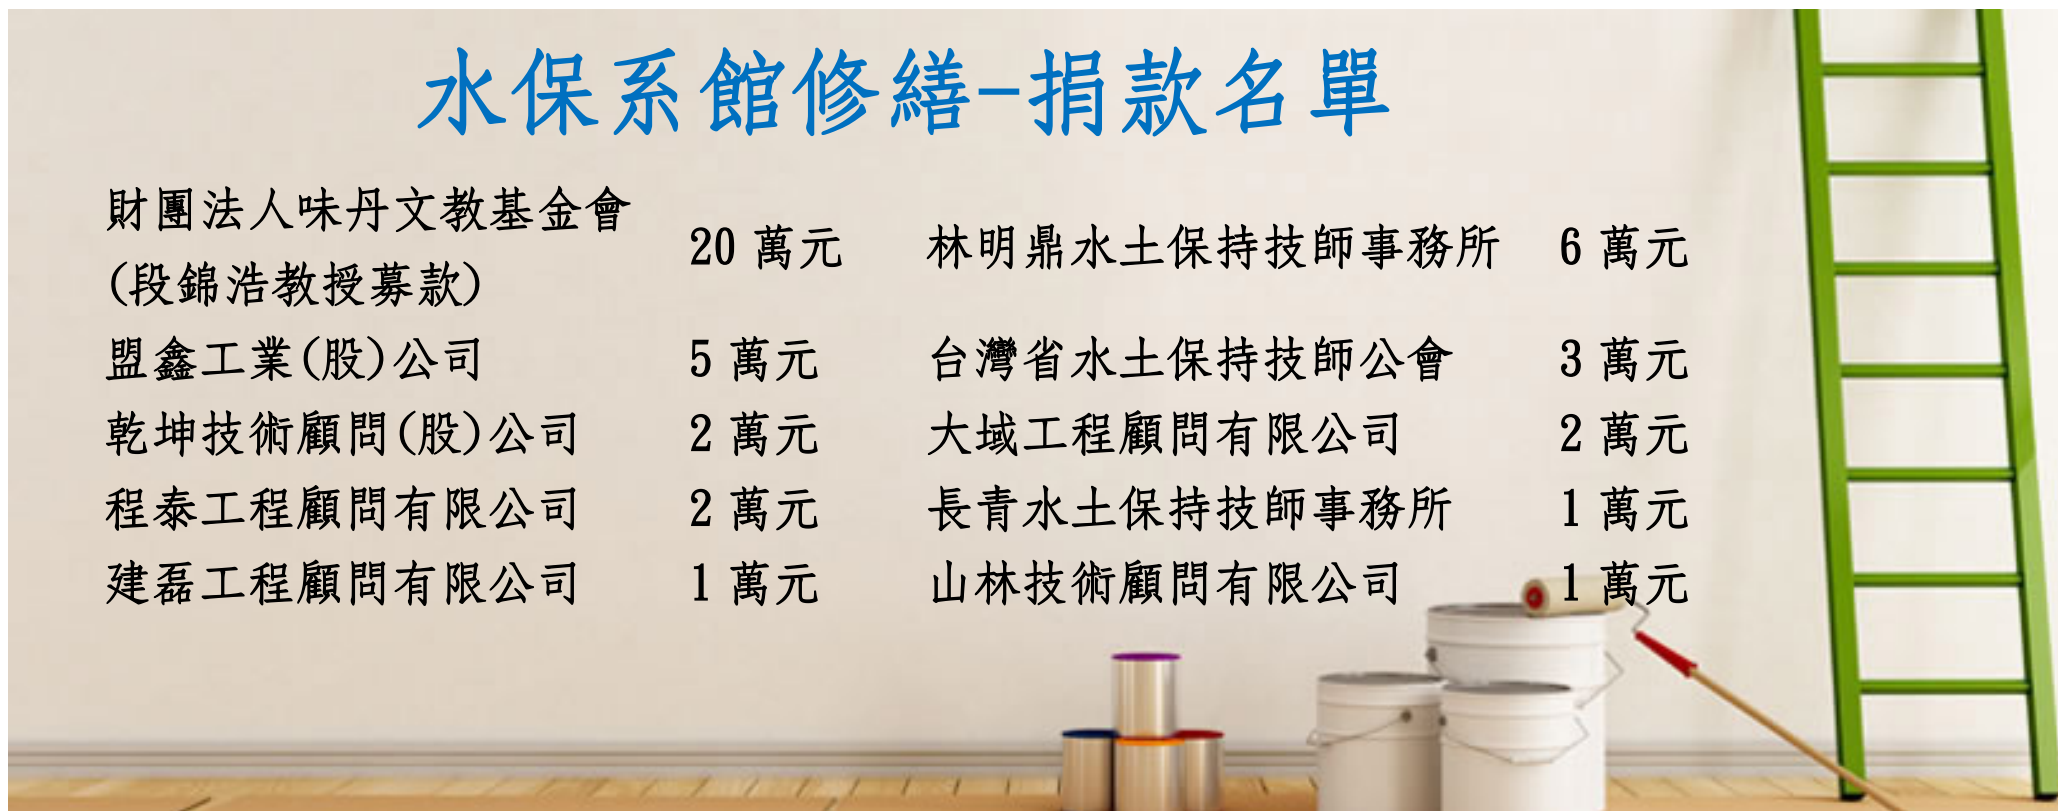 水保系館修繕-捐款名單
財團法人味丹文教基金會
(段錦浩教授募款) 20 萬元 林明鼎水土保持技師事務所 6 萬元
盟鑫工業(股)公司 5 萬元 台灣省水土保持技師公會 3 萬元
乾坤技術顧問(股)公司 2 萬元 大域工程顧問有限公司 2 萬元
程泰工程顧問有限公司 2 萬元 長青水土保持技師事務所 1 萬元
建磊工程顧問有限公司 1 萬元 山林技術顧問有限公司 1 萬元